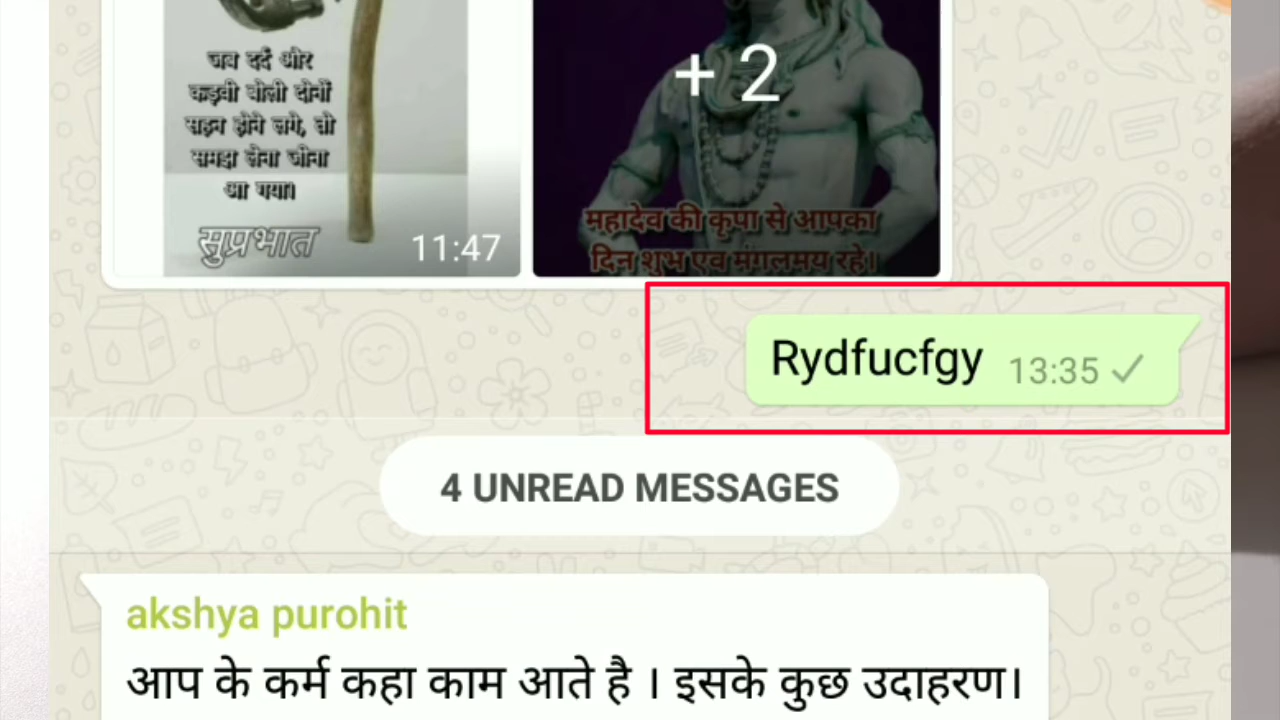 जब दर्द और
कड़वी बोली दोनों
सहन होने लगे, तो
समझ लेना जीना
आ गया।
सुप्रभात
11:47
+ 2
महादेव की कृपा से आपका
दिन शुभ एवं मंगलमय रहे।
Rydfucfgy 13:35
4 UNREAD MESSAGES
akshya purohit
आप के कर्म कहा काम आते है । इसके कुछ उदाहरण।